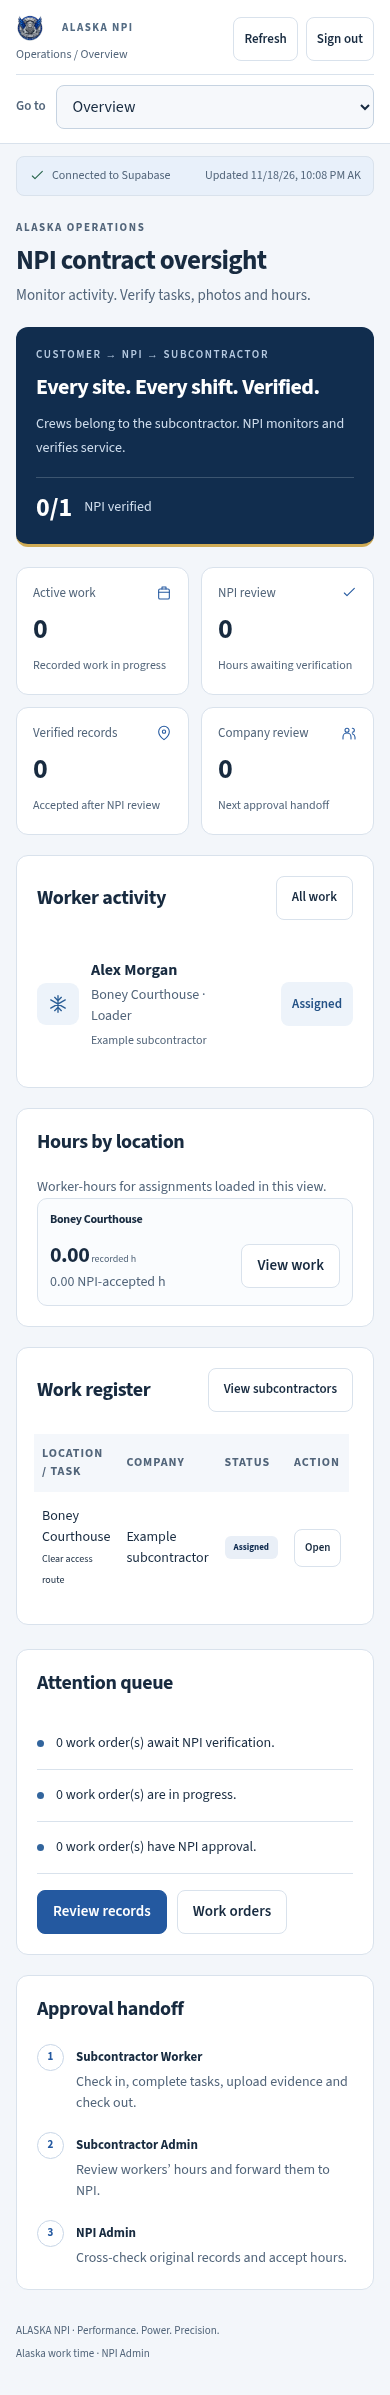 ALASKA NPI
Operations / Overview
Refresh
Sign out
Go to
Overview
Connected to Supabase
Updated 11/18/26, 10:08 PM AK
ALASKA OPERATIONS
NPI contract oversight
Monitor activity. Verify tasks, photos and hours.
CUSTOMER → NPI → SUBCONTRACTOR
Every site. Every shift. Verified.
Crews belong to the subcontractor. NPI monitors and
verifies service.
0/1 NPI verified
Active work
0
Recorded work in progress
NPI review
0
Hours awaiting verification
Verified records
0
Accepted after NPI review
Company review
0
Next approval handoff
Worker activity
All work
Alex Morgan
Boney Courthouse ·
Loader
Example subcontractor
Assigned
Hours by location
Worker-hours for assignments loaded in this view.
Boney Courthouse
0.00 recorded h
0.00 NPI-accepted h
View work
Work register
View subcontractors
LOCATION
/ TASK
COMPANY
STATUS
ACTION
Boney
Courthouse
Clear access
route
Example
subcontractor
Assigned
Open
Attention queue
0 work order(s) await NPI verification.
0 work order(s) are in progress.
0 work order(s) have NPI approval.
Review records
Work orders
Approval handoff
1
Subcontractor Worker
Check in, complete tasks, upload evidence and
check out.
2
Subcontractor Admin
Review workers’ hours and forward them to
NPI.
3
NPI Admin
Cross-check original records and accept hours.
ALASKA NPI · Performance. Power. Precision.
Alaska work time · NPI Admin